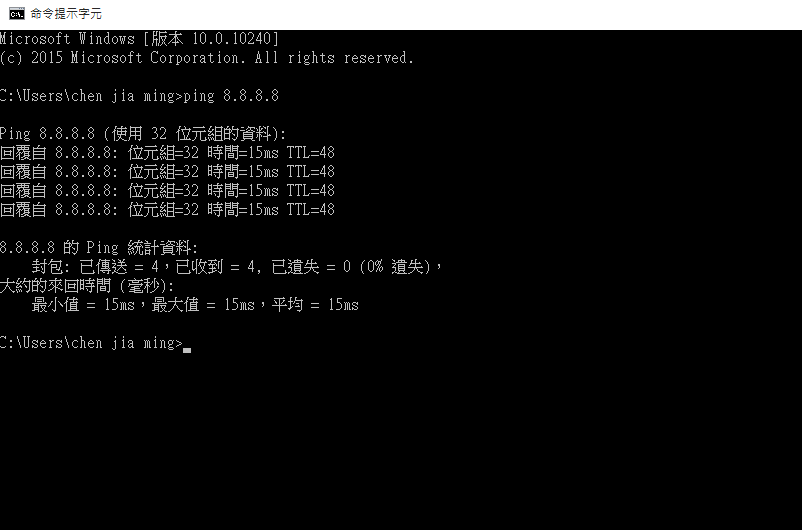 命令提示字元
Microsoft Windows [版本 10.0.10240]
(c) 2015 Microsoft Corporation. All rights reserved.
C:\Users\chen jia ming>ping 8.8.8.8
Ping 8.8.8.8 (使用 32 位元組的資料):
回覆自 8.8.8.8: 位元組=32 時間=15ms TTL=48
回覆自 8.8.8.8: 位元組=32 時間=15ms TTL=48
回覆自 8.8.8.8: 位元組=32 時間=15ms TTL=48
回覆自 8.8.8.8: 位元組=32 時間=15ms TTL=48
8.8.8.8 的 Ping 統計資料:
封包: 已傳送 = 4，已收到 = 4, 已遺失 = 0 (0% 遺失)，
大約的來回時間 (毫秒):
最小值 = 15ms，最大值 = 15ms，平均 = 15ms
C:\Users\chen jia ming>